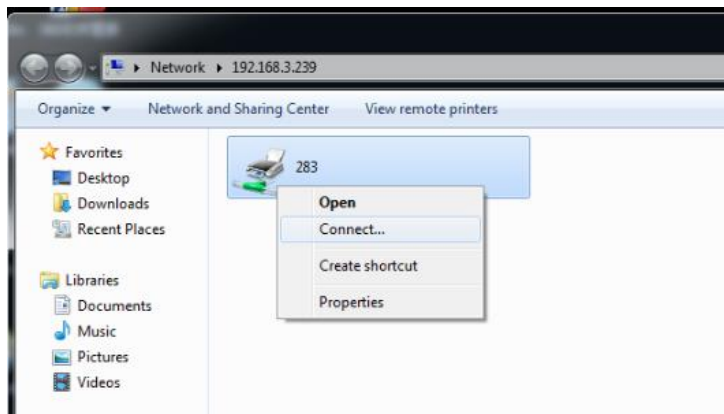 Network ▸ 192.168.3.239
Organize ▾ Network and Sharing Center View remote printers
Favorites
Desktop
Downloads
Recent Places
Libraries
Documents
Music
Pictures
Videos
283
Open
Connect...
Create shortcut
Properties